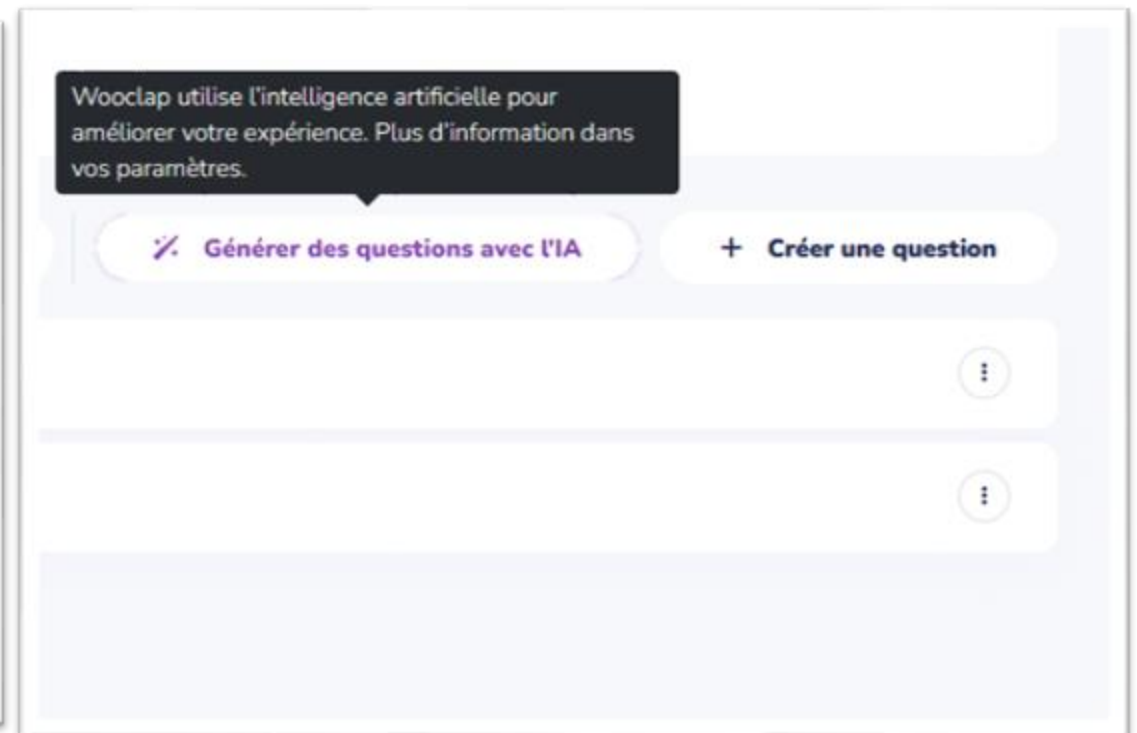 Wooclap utilise l'intelligence artificielle pour
améliorer votre expérience. Plus d'information dans
vos paramètres.
Générer des questions avec l'IA
+ Créer une question